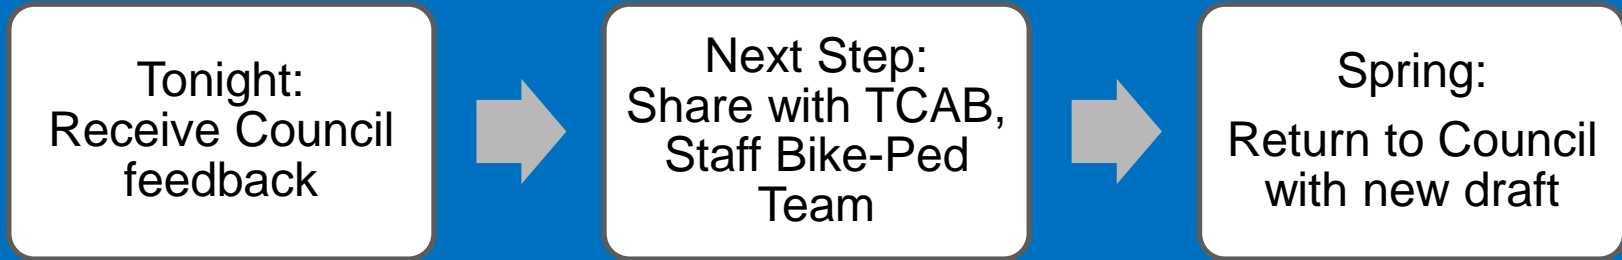 Tonight:
Receive Council
feedback
Next Step:
Share with TCAB,
Staff Bike-Ped
Team
Spring:
Return to Council
with new draft